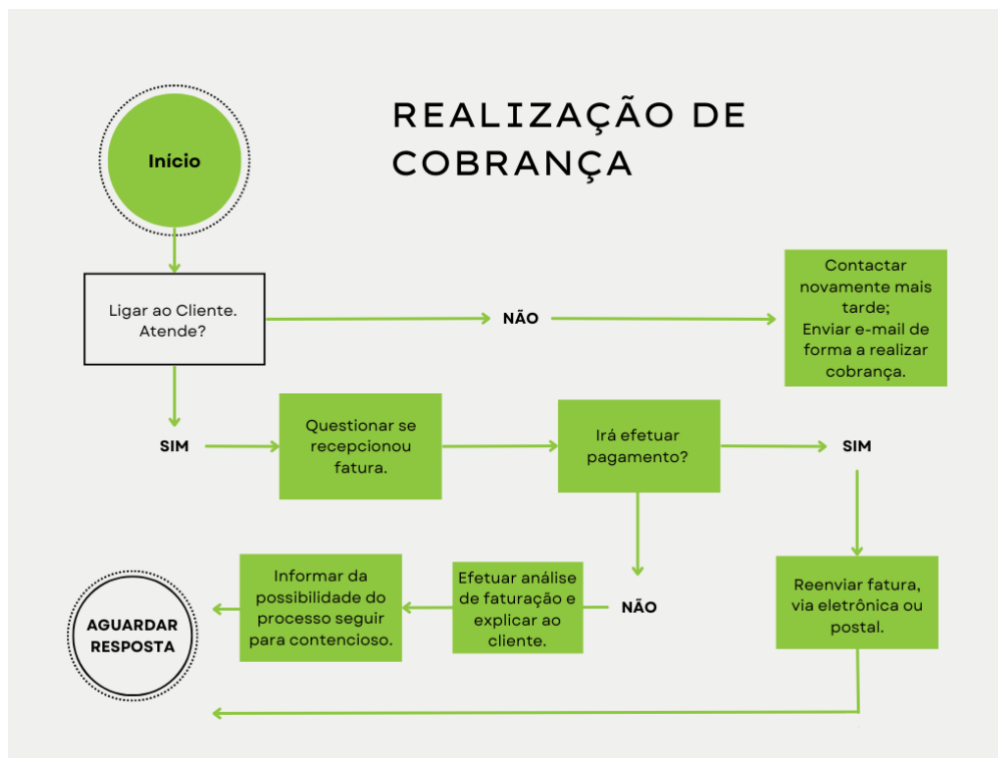 REALIZAÇÃO DE
COBRANÇA
Início
Ligar ao Cliente.
Atende?
NÃO
Contactar
novamente mais
tarde;
Enviar e-mail de
forma a realizar
cobrança.
SIM
Questionar se
recepcionou
fatura.
Irá efetuar
pagamento?
SIM
NÃO
Reenviar fatura,
via eletrônica ou
postal.
Efetuar análise
de faturação e
explicar ao
cliente.
Informar da
possibilidade do
processo seguir
para contencioso.
AGUARDAR
RESPOSTA